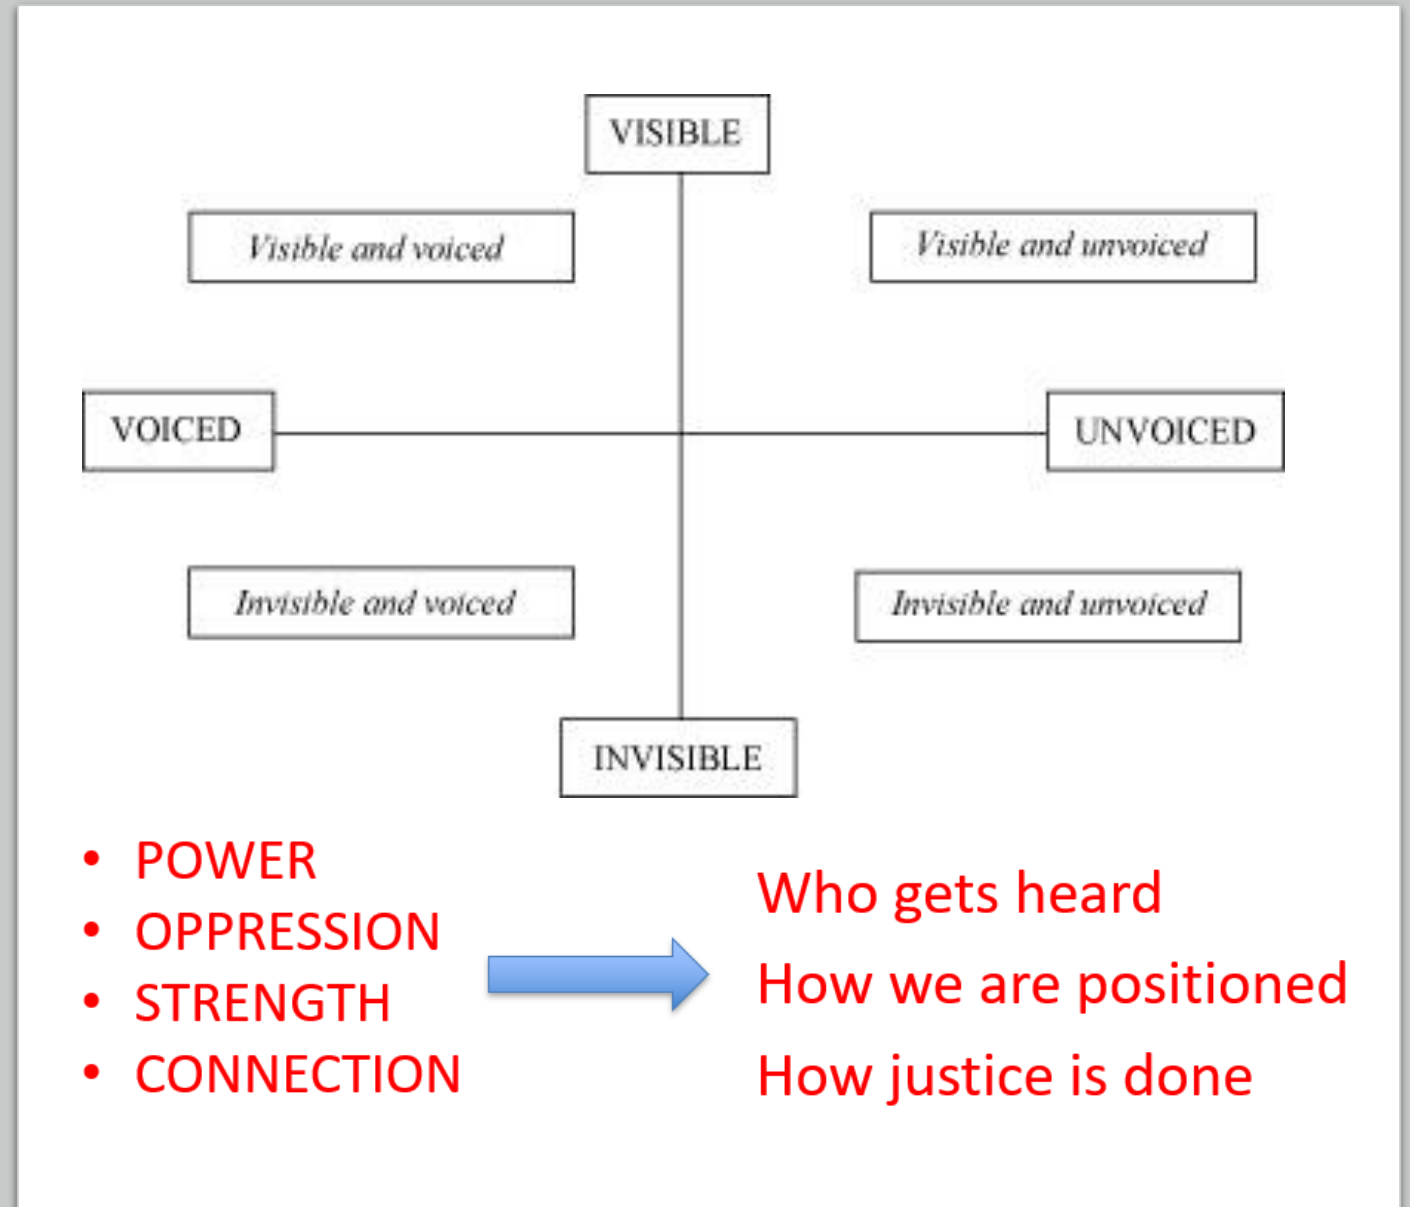 VISIBLE
Visible and voiced
Visible and unvoiced
VOICED
UNVOICED
Invisible and voiced
Invisible and unvoiced
INVISIBLE
• POWER
• OPPRESSION
• STRENGTH
• CONNECTION
Who gets heard
How we are positioned
How justice is done